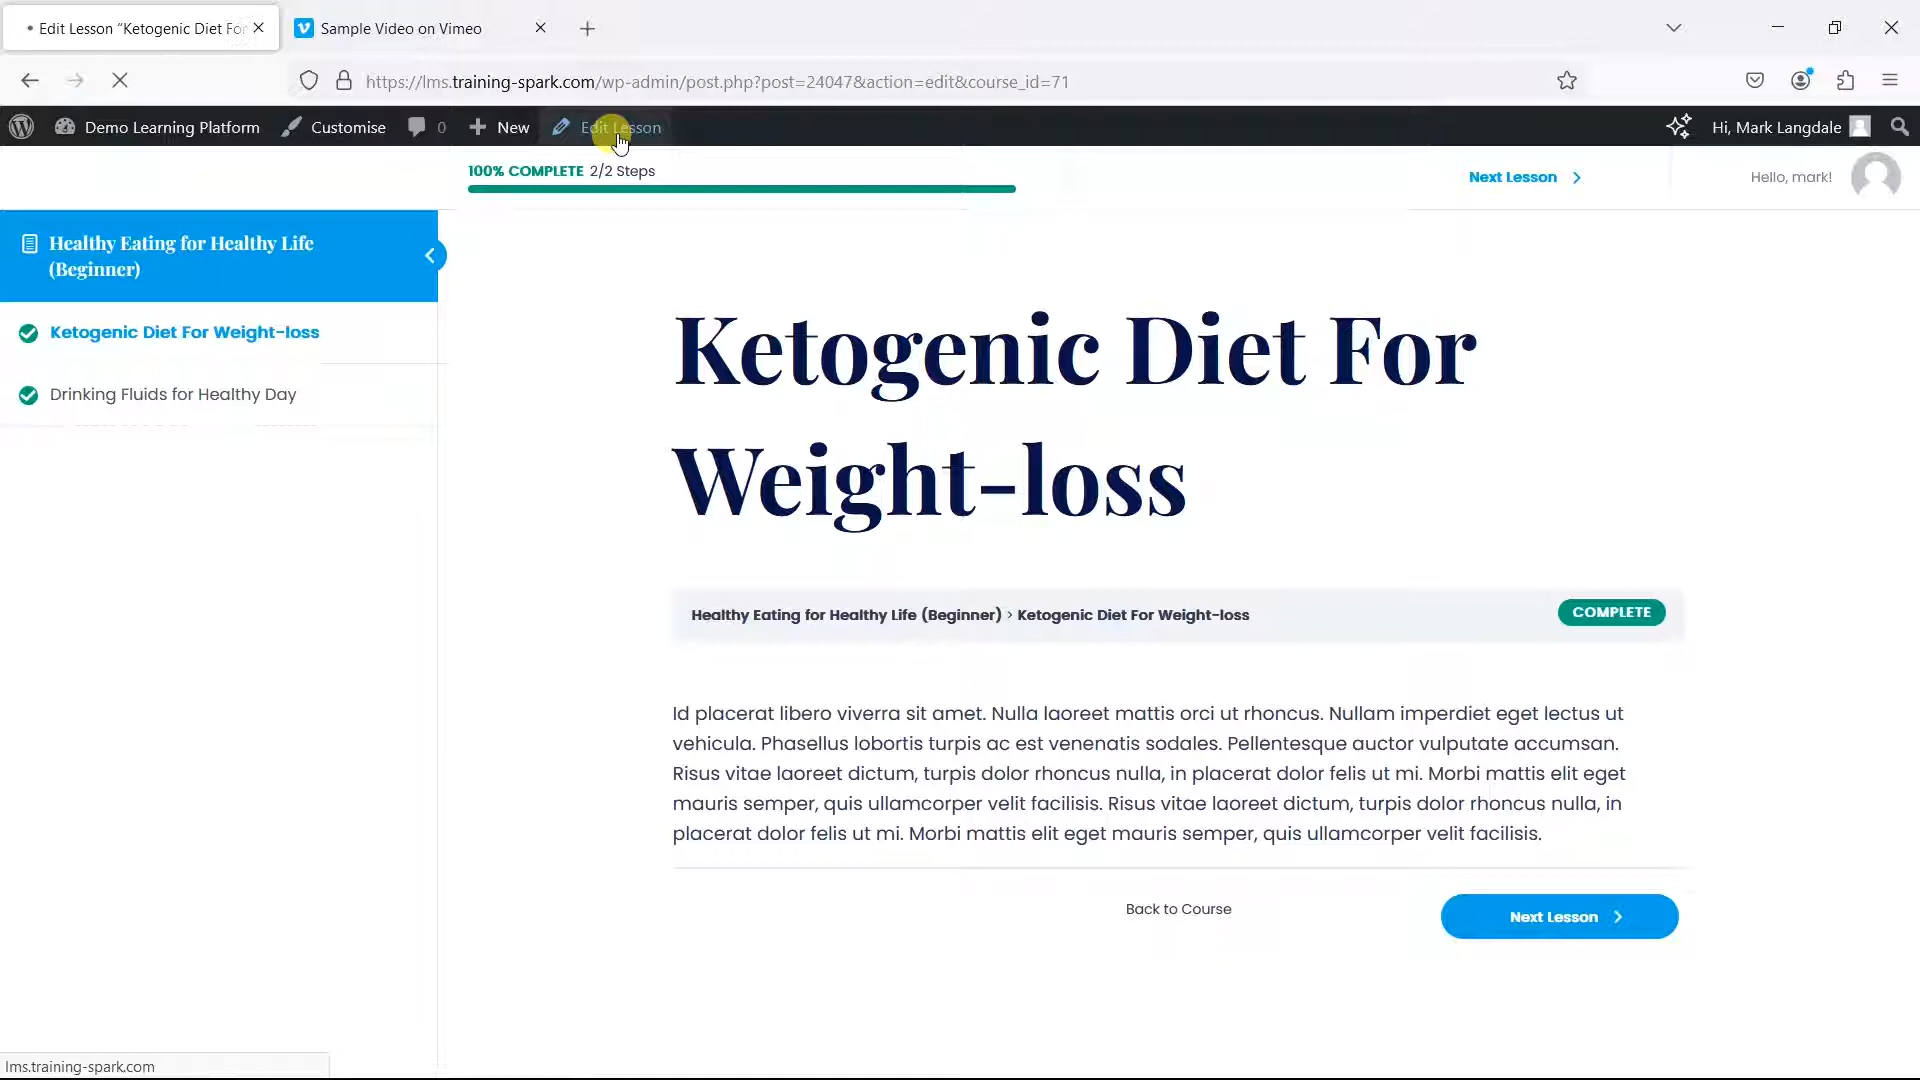 Edit Lesson “Ketogenic Diet For
Sample Video on Vimeo
https://lms.training-spark.com/wp-admin/post.php?post=24047&action=edit&course_id=71
Demo Learning Platform
Customise
0
New
Edit Lesson
Hi, Mark Langdale
100% COMPLETE 2/2 Steps
Next Lesson
Hello, mark!
Healthy Eating for Healthy Life
(Beginner)
Ketogenic Diet For Weight-loss
Drinking Fluids for Healthy Day
Ketogenic Diet For
Weight-loss
Healthy Eating for Healthy Life (Beginner) > Ketogenic Diet For Weight-loss
COMPLETE
Id placerat libero viverra sit amet. Nulla laoreet mattis orci ut rhoncus. Nullam imperdiet eget lectus ut
vehicula. Phasellus lobortis turpis ac est venenatis sodales. Pellentesque auctor vulputate accumsan.
Risus vitae laoreet dictum, turpis dolor rhoncus nulla, in placerat dolor felis ut mi. Morbi mattis elit eget
mauris semper, quis ullamcorper velit facilisis. Risus vitae laoreet dictum, turpis dolor rhoncus nulla, in
placerat dolor felis ut mi. Morbi mattis elit eget mauris semper, quis ullamcorper velit facilisis.
Back to Course
Next Lesson
lms.training-spark.com